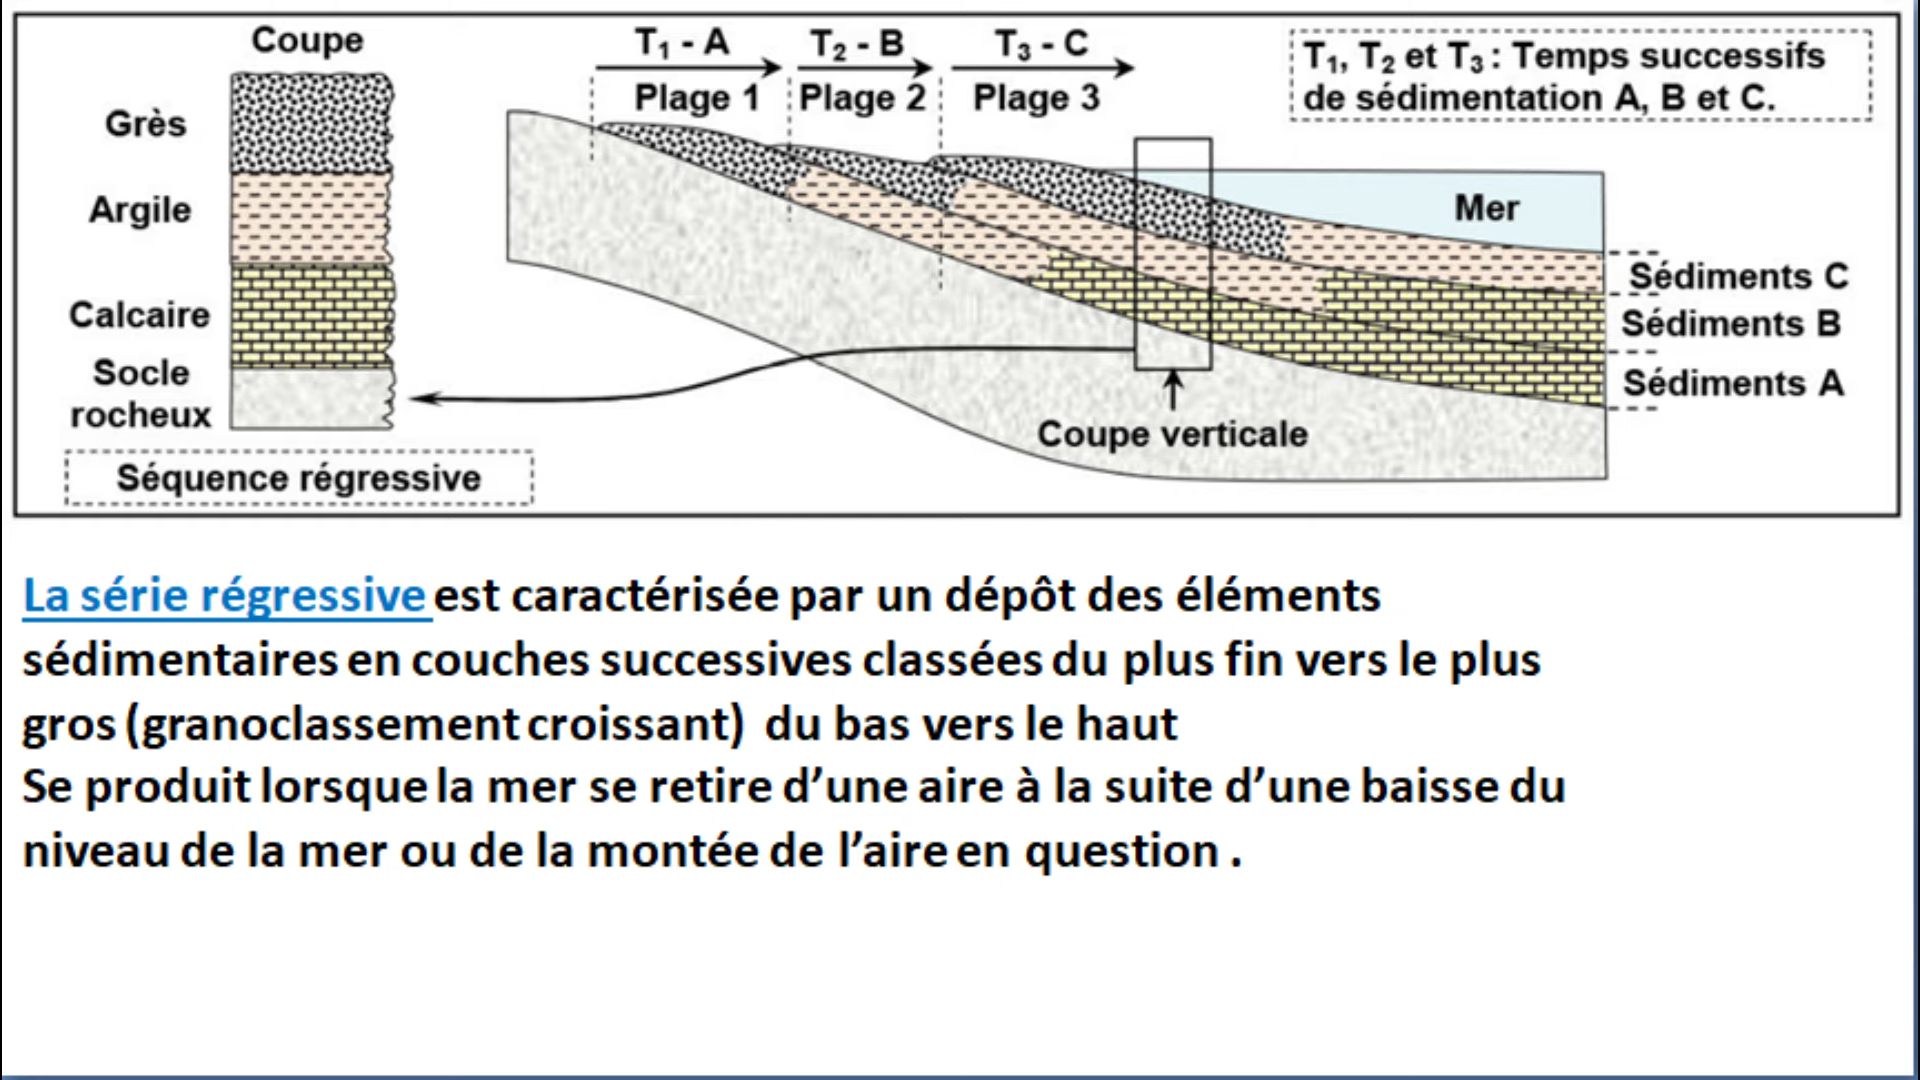 Coupe
Grès
Argile
Calcaire
Socle
rocheux
Séquence régressive
T₁ - A
T₂ - B
T₃ - C
Plage 1
Plage 2
Plage 3
T₁, T₂ et T₃ : Temps successifs
de sédimentation A, B et C.
Mer
Sédiments C
Sédiments B
Sédiments A
Coupe verticale
La série régressive est caractérisée par un dépôt des éléments
sédimentaires en couches successives classées du plus fin vers le plus
gros (granoclassement croissant) du bas vers le haut
Se produit lorsque la mer se retire d’une aire à la suite d’une baisse du
niveau de la mer ou de la montée de l’aire en question .